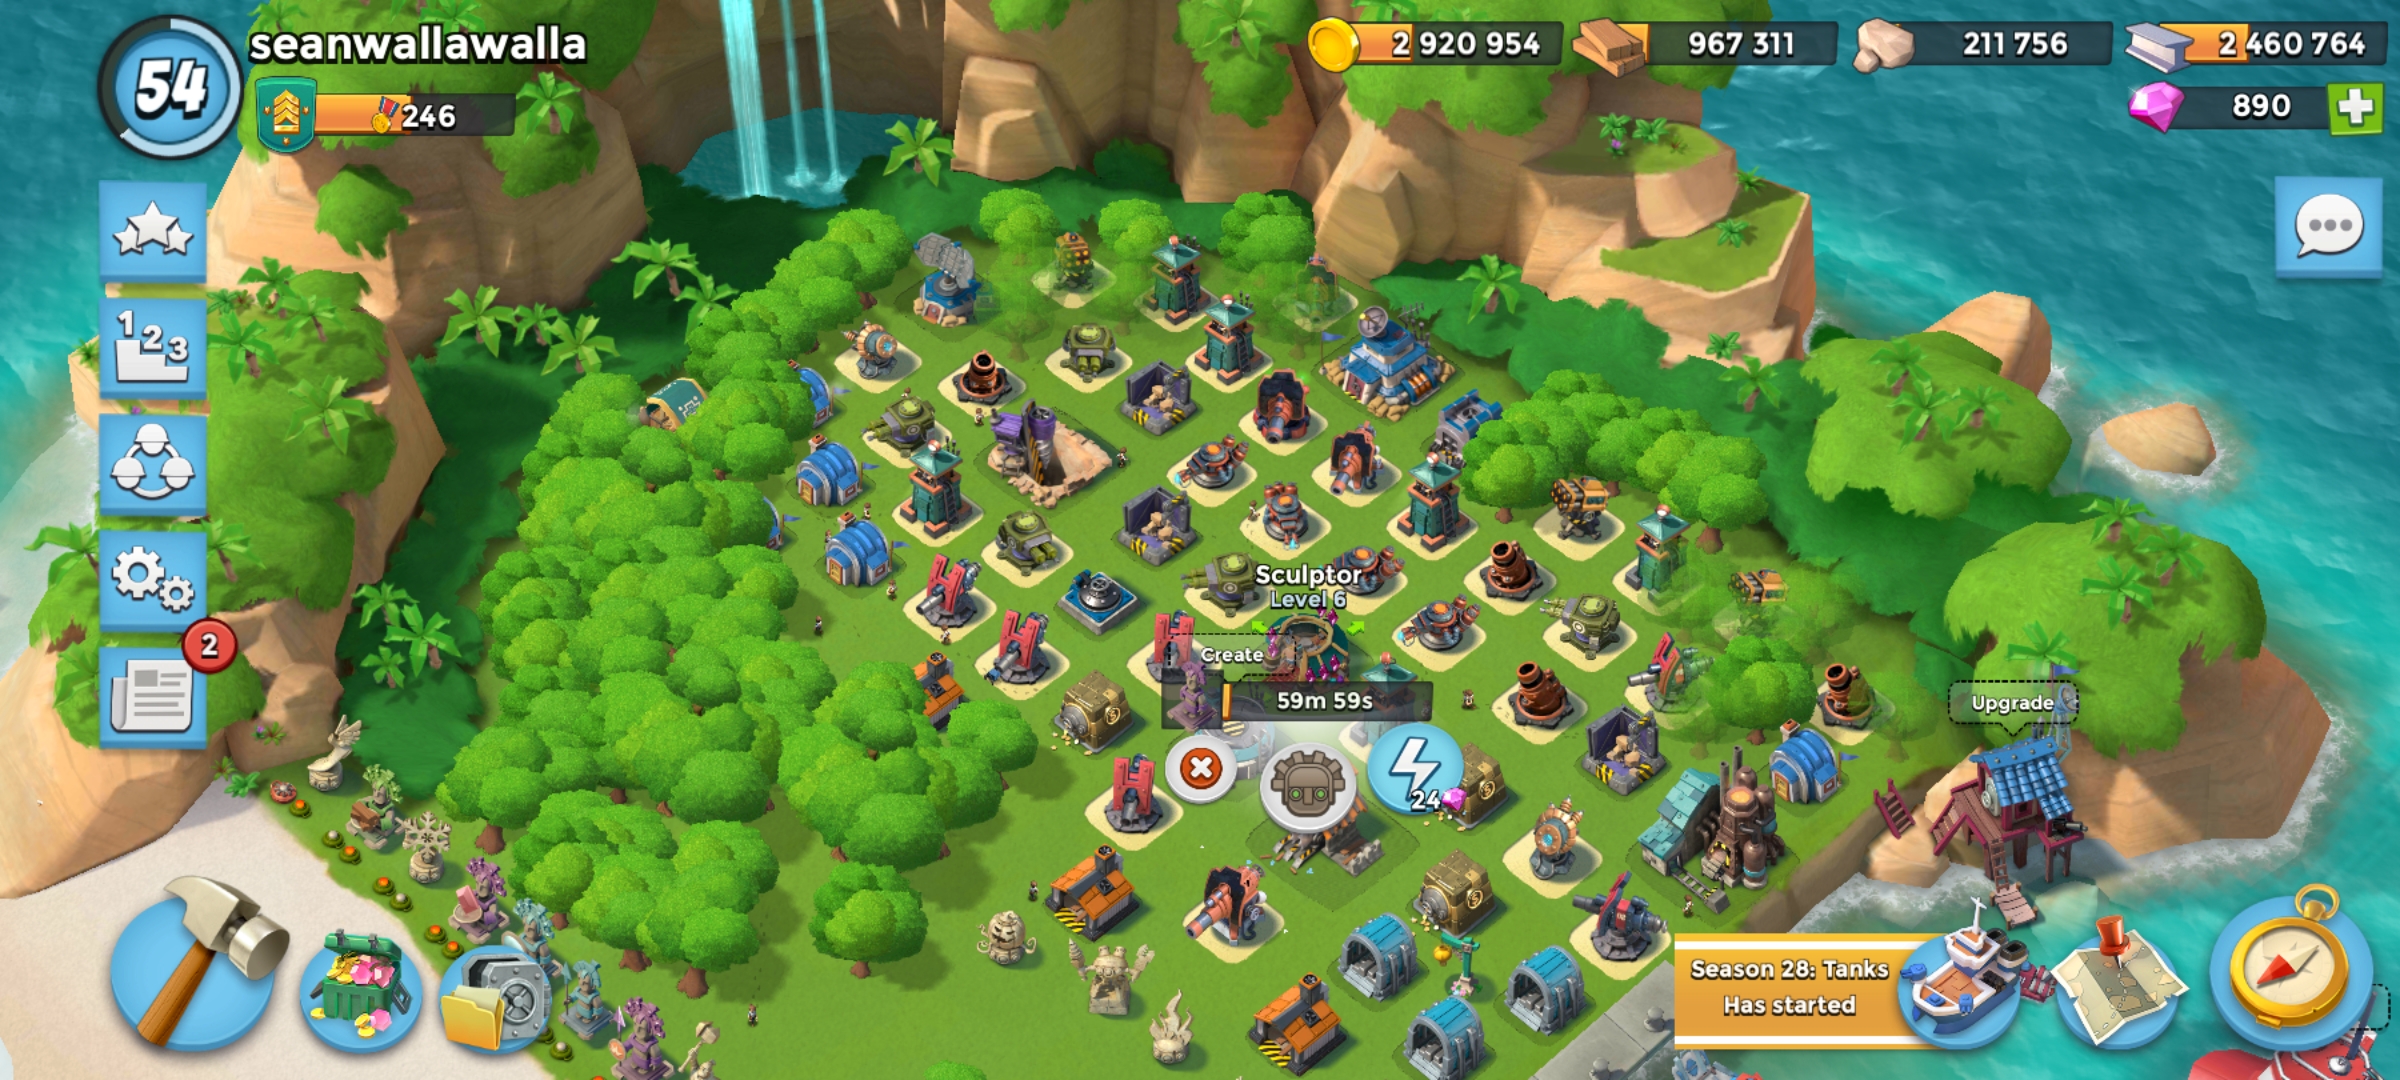 54
seanwallawalla
246
2 920 954
967 311
211 756
2 460 764
890
1 2 3
2
Sculptor
Level 6
Create
59m 59s
24
Upgrade
Season 28: Tanks
Has started